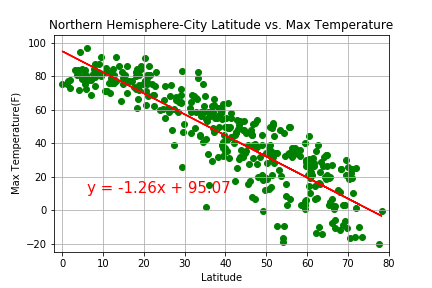 Northern Hemisphere-City Latitude vs. Max Temperature
Max Temperature(F)
100
80
60
40
20
0
−20
y = -1.26x + 95.07
0 10 20 30 40 50 60 70 80
Latitude